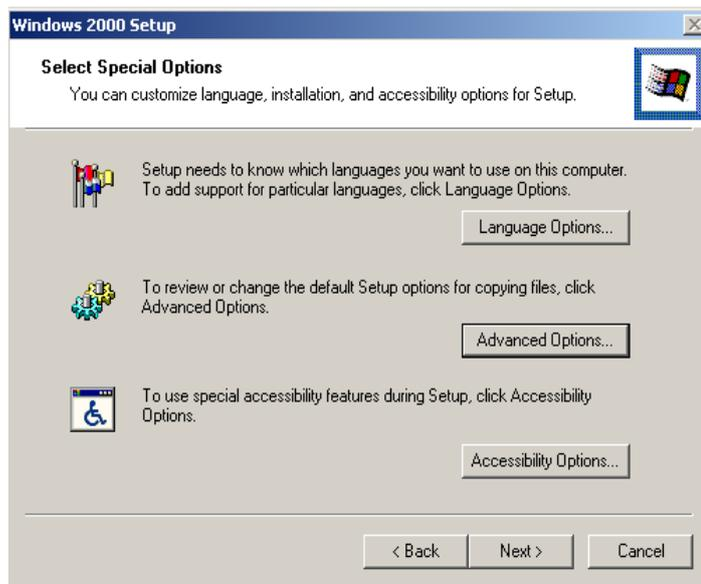 Windows 2000 Setup
Select Special Options
You can customize language, installation, and accessibility options for Setup.
Setup needs to know which languages you want to use on this computer.
To add support for particular languages, click Language Options.
Language Options...
To review or change the default Setup options for copying files, click
Advanced Options.
Advanced Options...
To use special accessibility features during Setup, click Accessibility
Options.
Accessibility Options...
< Back
Next >
Cancel